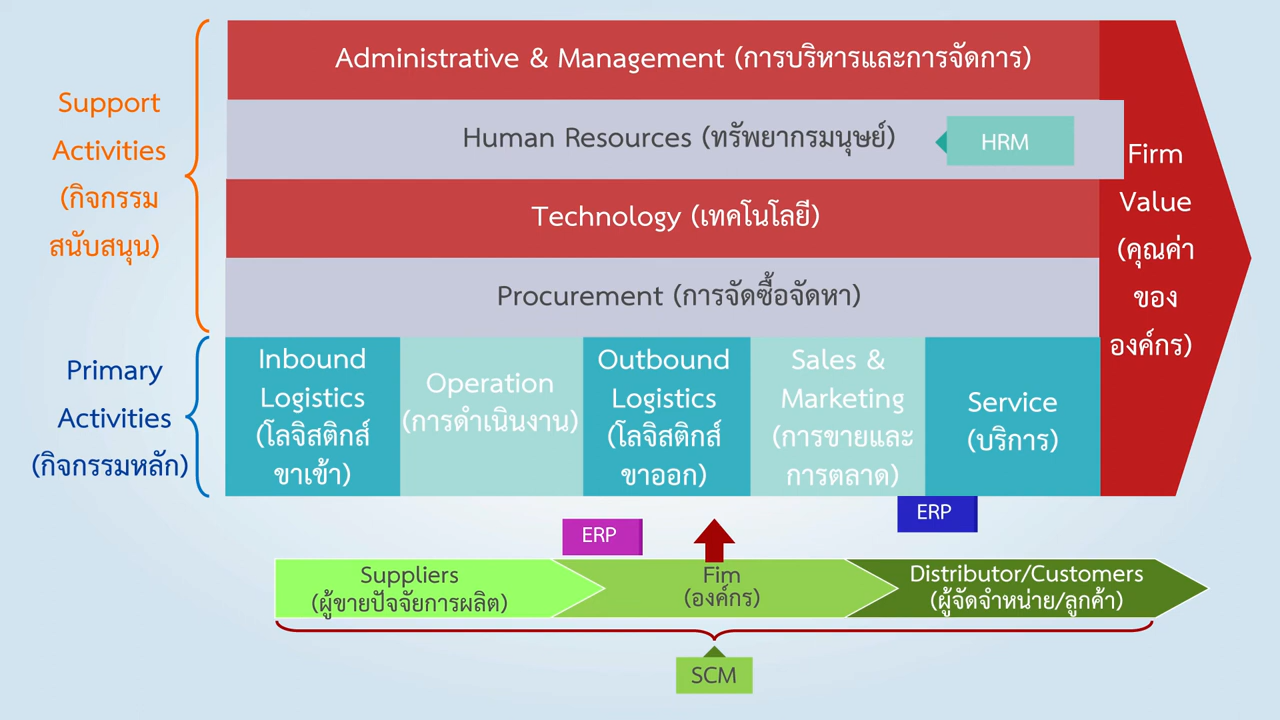 Administrative & Management (การบริหารและการจัดการ)
Support
Activities
(กิจกรรม
สนับสนุน)
Human Resources (ทรัพยากรมนุษย์)
HRM
Technology (เทคโนโลยี)
Procurement (การจัดซื้อจัดหา)
Firm
Value
(คุณค่า
ของ
องค์กร)
Primary
Activities
(กิจกรรมหลัก)
Inbound
Logistics
(โลจิสติกส์
ขาเข้า)
Operation
(การดำเนินงาน)
Outbound
Logistics
(โลจิสติกส์
ขาออก)
Sales &
Marketing
(การขายและ
การตลาด)
Service
(บริการ)
ERP
ERP
Suppliers
(ผู้ขายปัจจัยการผลิต)
Fim
(องค์กร)
Distributor/Customers
(ผู้จัดจำหน่าย/ลูกค้า)
SCM